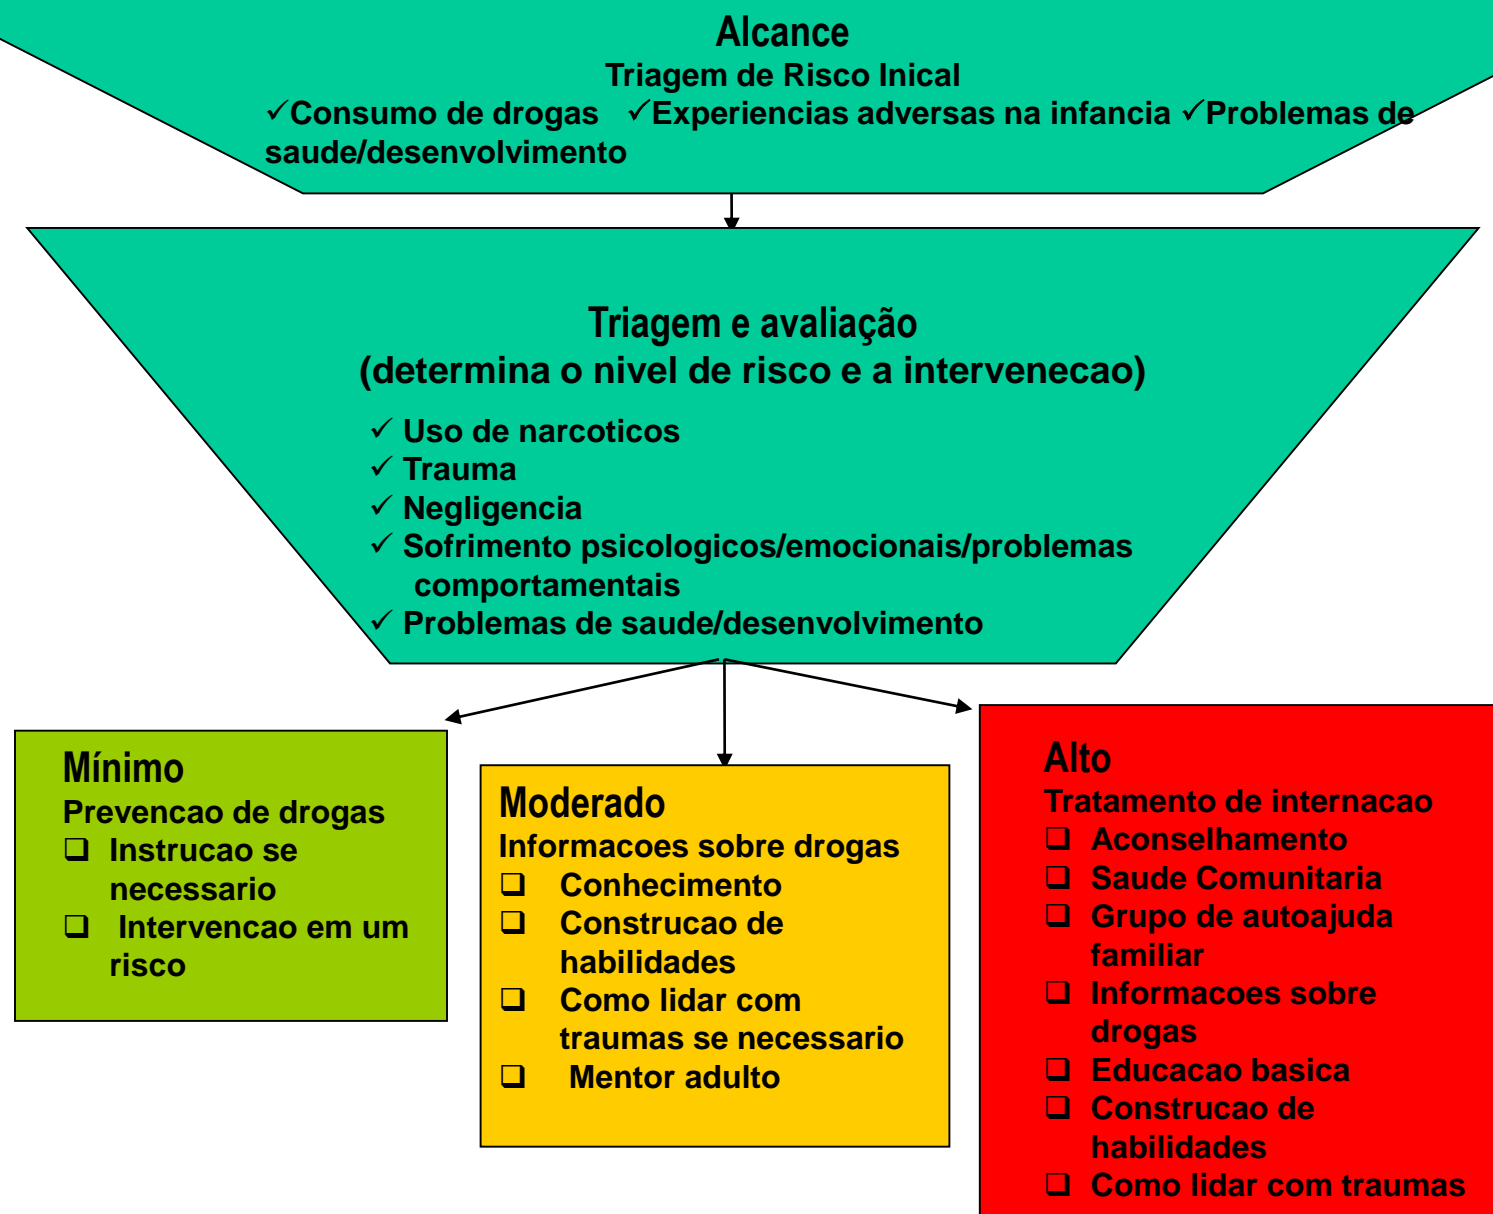 Alcance
Triagem de Risco Inical
✓Consumo de drogas ✓Experiencias adversas na infancia ✓Problemas de
saude/desenvolvimento
Triagem e avaliação
(determina o nivel de risco e a intervenecao)
✓ Uso de narcoticos
✓ Trauma
✓ Negligencia
✓ Sofrimento psicologicos/emocionais/problemas
comportamentais
✓ Problemas de saude/desenvolvimento
Mínimo
Prevencao de drogas
❑ Instrucao se
necessario
❑ Intervencao em um
risco
Moderado
Informacoes sobre drogas
❑ Conhecimento
❑ Construcao de
habilidades
❑ Como lidar com
traumas se necessario
❑ Mentor adulto
Alto
Tratamento de internacao
❑ Aconselhamento
❑ Saude Comunitaria
❑ Grupo de autoajuda
familiar
❑ Informacoes sobre
drogas
❑ Educacao basica
❑ Construcao de
habilidades
❑ Como lidar com traumas